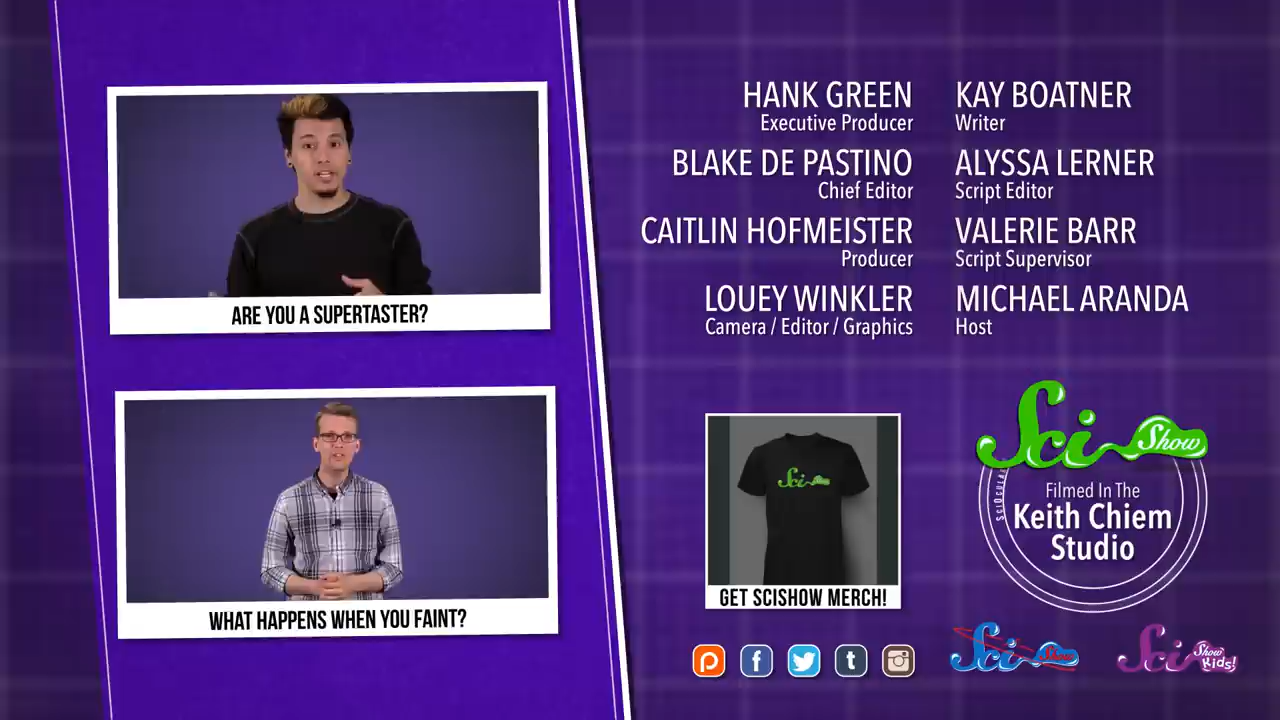 ARE YOU A SUPERTASTER?
WHAT HAPPENS WHEN YOU FAINT?
HANK GREEN
Executive Producer
BLAKE DE PASTINO
Chief Editor
CAITLIN HOFMEISTER
Producer
LOUEY WINKLER
Camera / Editor / Graphics
KAY BOATNER
Writer
ALYSSA LERNER
Script Editor
VALERIE BARR
Script Supervisor
MICHAEL ARANDA
Host
Sci Show
GET SCISHOW MERCH!
Sci Show
Filmed In The
Keith Chiem
Studio
Sci Show
Sci Show Kids!